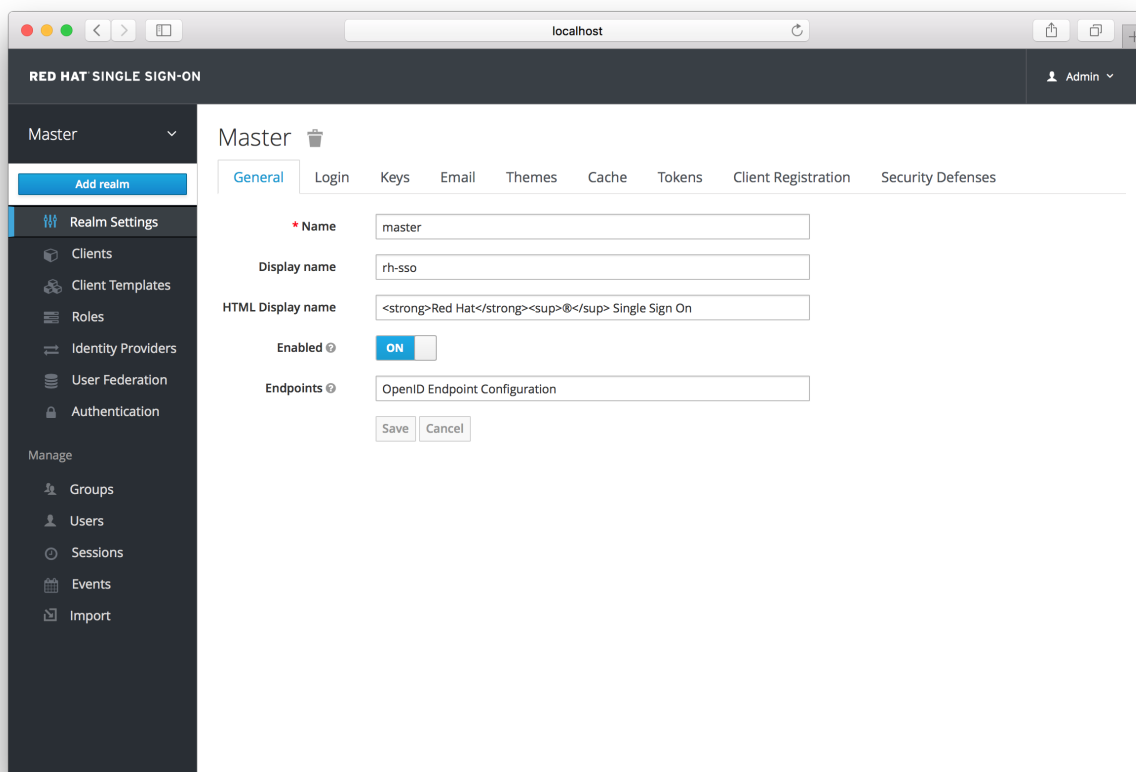 localhost
RED HAT SINGLE SIGN-ON
Admin
Master
Add realm
Realm Settings
Clients
Client Templates
Roles
Identity Providers
User Federation
Authentication
Manage
Groups
Users
Sessions
Events
Import
Master
General Login Keys Email Themes Cache Tokens Client Registration Security Defenses
* Name master
Display name rh-sso
HTML Display name <strong>Red Hat</strong><sup>®</sup> Single Sign On
Enabled ON
Endpoints OpenID Endpoint Configuration
Save Cancel